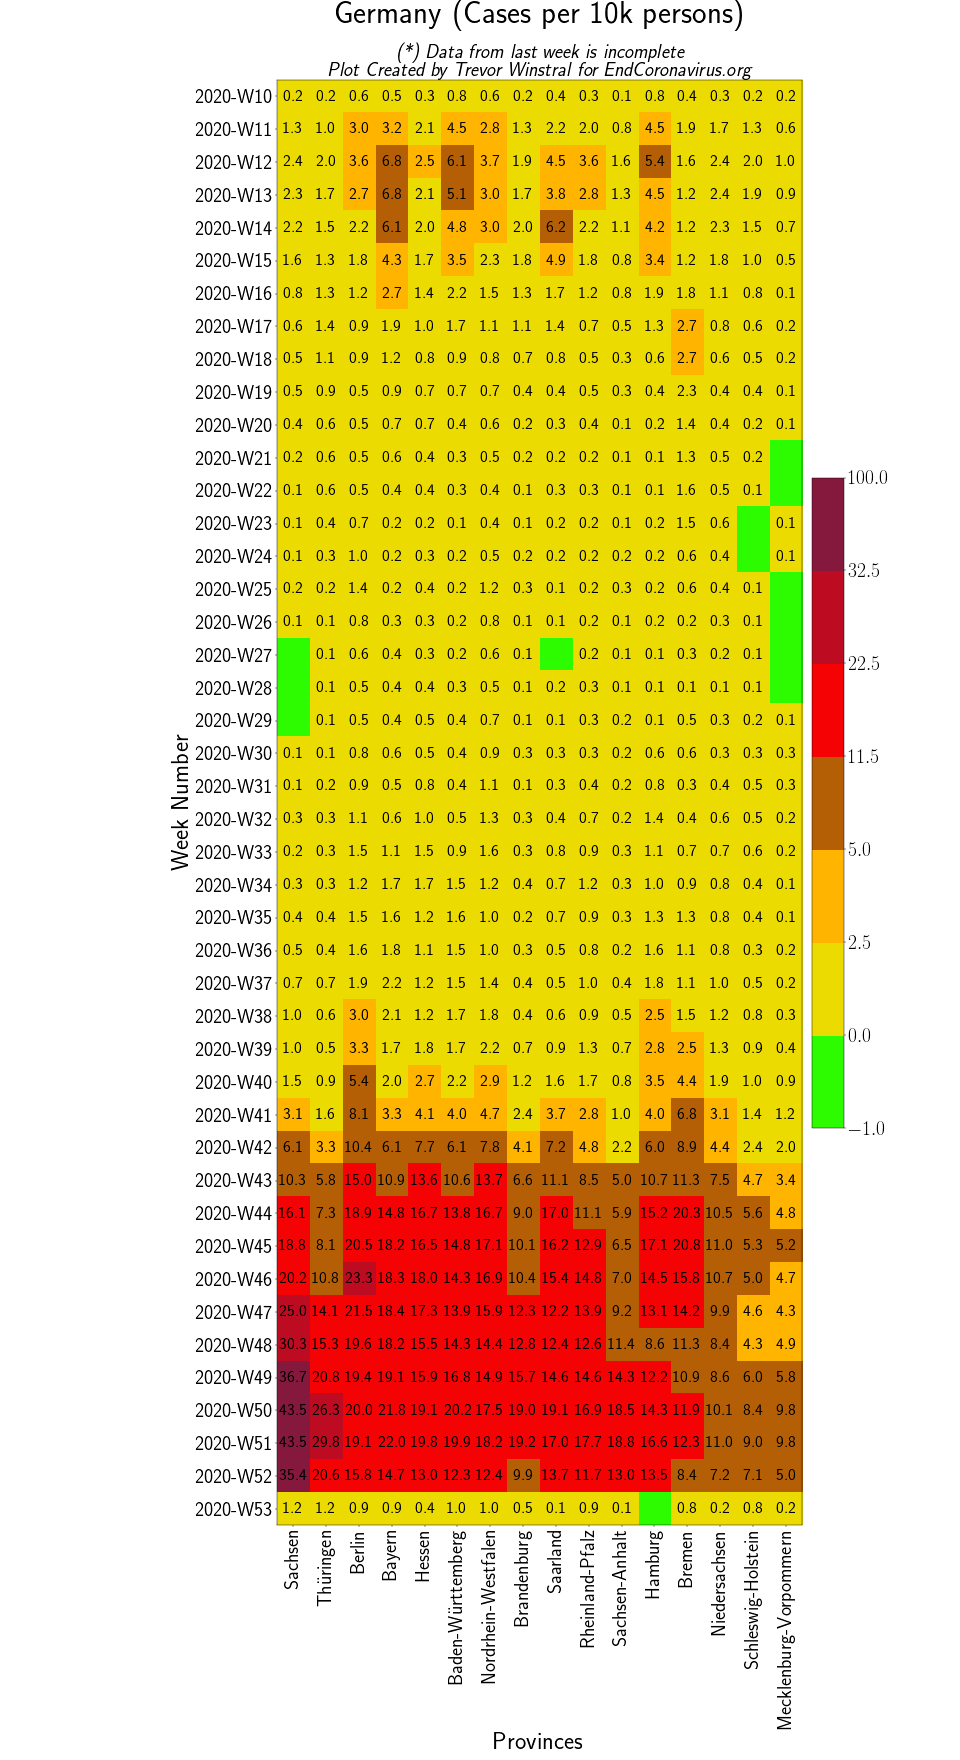 Germany (Cases per 10k persons)
(*) Data from last week is incomplete
Plot Created by Trevor Winstral for EndCoronavirus.org
2020-W10 0.2 0.2 0.6 0.5 0.3 0.8 0.6 0.2 0.4 0.3 0.1 0.8 0.4 0.3 0.2 0.2
2020-W11 1.3 1.0 3.0 3.2 2.1 4.5 2.8 1.3 2.2 2.0 0.8 4.5 1.9 1.7 1.3 0.6
2020-W12 2.4 2.0 3.6 6.8 2.5 6.1 3.7 1.9 4.5 3.6 1.6 5.4 1.6 2.4 2.0 1.0
2020-W13 2.3 1.7 2.7 6.8 2.1 5.1 3.0 1.7 3.8 2.8 1.3 4.5 1.2 2.4 1.9 0.9
2020-W14 2.2 1.5 2.2 6.1 2.0 4.8 3.0 2.0 6.2 2.2 1.1 4.2 1.2 2.3 1.5 0.7
2020-W15 1.6 1.3 1.8 4.3 1.7 3.5 2.3 1.8 4.9 1.8 0.8 3.4 1.2 1.8 1.0 0.5
2020-W16 0.8 1.3 1.2 2.7 1.4 2.2 1.5 1.3 1.7 1.2 0.8 1.9 1.8 1.1 0.8 0.1
2020-W17 0.6 1.4 0.9 1.9 1.0 1.7 1.1 1.1 1.4 0.7 0.5 1.3 2.7 0.8 0.6 0.2
2020-W18 0.5 1.1 0.9 1.2 0.8 0.9 0.8 0.7 0.8 0.5 0.3 0.6 2.7 0.6 0.5 0.2
2020-W19 0.5 0.9 0.5 0.9 0.7 0.7 0.7 0.4 0.4 0.5 0.3 0.4 2.3 0.4 0.4 0.1
2020-W20 0.4 0.6 0.5 0.7 0.7 0.4 0.6 0.2 0.3 0.4 0.1 0.2 1.4 0.4 0.2 0.1
2020-W21 0.2 0.6 0.5 0.6 0.4 0.3 0.5 0.2 0.2 0.2 0.1 0.1 1.3 0.5 0.2
2020-W22 0.1 0.6 0.5 0.4 0.4 0.3 0.4 0.1 0.3 0.3 0.1 0.1 1.6 0.5 0.1
2020-W23 0.1 0.4 0.7 0.2 0.2 0.1 0.4 0.1 0.2 0.2 0.1 0.2 1.5 0.6 0.1
2020-W24 0.1 0.3 1.0 0.2 0.3 0.2 0.5 0.2 0.2 0.2 0.2 0.2 0.6 0.4 0.1
2020-W25 0.2 0.2 1.4 0.2 0.4 0.2 1.2 0.3 0.1 0.2 0.3 0.2 0.6 0.4 0.1
2020-W26 0.1 0.1 0.8 0.3 0.3 0.2 0.8 0.1 0.1 0.2 0.1 0.2 0.2 0.3 0.1
2020-W27 0.1 0.6 0.4 0.3 0.2 0.6 0.1 0.2 0.1 0.1 0.3 0.2 0.1
2020-W28 0.1 0.5 0.4 0.4 0.3 0.5 0.1 0.2 0.3 0.1 0.1 0.1 0.1 0.1
2020-W29 0.1 0.5 0.4 0.5 0.4 0.7 0.1 0.1 0.3 0.2 0.1 0.5 0.3 0.2 0.1
2020-W30 0.1 0.1 0.8 0.6 0.5 0.4 0.9 0.3 0.3 0.3 0.2 0.6 0.6 0.3 0.3 0.3
2020-W31 0.1 0.2 0.9 0.5 0.8 0.4 1.1 0.1 0.3 0.4 0.2 0.8 0.3 0.4 0.5 0.3
2020-W32 0.3 0.3 1.1 0.6 1.0 0.5 1.3 0.3 0.4 0.7 0.2 1.4 0.4 0.6 0.5 0.2
2020-W33 0.2 0.3 1.5 1.1 1.5 0.9 1.6 0.3 0.8 0.9 0.3 1.1 0.7 0.7 0.6 0.2
2020-W34 0.3 0.3 1.2 1.7 1.7 1.5 1.2 0.4 0.7 1.2 0.3 1.0 0.9 0.8 0.4 0.1
2020-W35 0.4 0.4 1.5 1.6 1.2 1.6 1.0 0.2 0.7 0.9 0.3 1.3 1.3 0.8 0.4 0.1
2020-W36 0.5 0.4 1.6 1.8 1.1 1.5 1.0 0.3 0.5 0.8 0.2 1.6 1.1 0.8 0.3 0.2
2020-W37 0.7 0.7 1.9 2.2 1.2 1.5 1.4 0.4 0.5 1.0 0.4 1.8 1.1 1.0 0.5 0.2
2020-W38 1.0 0.6 3.0 2.1 1.2 1.7 1.8 0.4 0.6 0.9 0.5 2.5 1.5 1.2 0.8 0.3
2020-W39 1.0 0.5 3.3 1.7 1.8 1.7 2.2 0.7 0.9 1.3 0.7 2.8 2.5 1.3 0.9 0.4
2020-W40 1.5 0.9 5.4 2.0 2.7 2.2 2.9 1.2 1.6 1.7 0.8 3.5 4.4 1.9 1.0 0.9
2020-W41 3.1 1.6 8.1 3.3 4.1 4.0 4.7 2.4 3.7 2.8 1.0 4.0 6.8 3.1 1.4 1.2
2020-W42 6.1 3.3 10.4 6.1 7.7 6.1 7.8 4.1 7.2 4.8 2.2 6.0 8.9 4.4 2.4 2.0
2020-W43 10.3 5.8 15.0 10.9 13.6 10.6 13.7 6.6 11.1 8.5 5.0 10.7 11.3 7.5 4.7 3.4
2020-W44 16.1 7.3 18.9 14.8 16.7 13.8 16.7 9.0 17.0 11.1 5.9 15.2 20.3 10.5 5.6 4.8
2020-W45 18.8 8.1 20.5 18.2 16.5 14.8 17.1 10.1 16.2 12.9 6.5 17.1 20.8 11.0 5.3 5.2
2020-W46 20.2 10.8 23.3 18.3 18.0 14.3 16.9 10.4 15.4 14.8 7.0 14.5 15.8 10.7 5.0 4.7
2020-W47 25.0 14.1 21.5 18.4 17.3 13.9 15.9 12.3 12.2 13.9 9.2 13.1 14.2 9.9 4.6 4.3
2020-W48 30.3 15.3 19.6 18.2 15.5 14.3 14.4 12.8 12.4 12.6 11.4 8.6 11.3 8.4 4.3 4.9
2020-W49 36.7 20.8 19.4 19.1 15.9 16.8 14.9 15.7 14.6 14.6 14.3 12.2 10.9 8.6 6.0 5.8
2020-W50 43.5 26.3 20.0 21.8 19.1 20.2 17.5 19.0 19.1 16.9 18.5 14.3 11.9 10.1 8.4 9.8
2020-W51 43.5 29.8 19.1 22.0 19.8 19.9 18.2 19.2 17.0 17.7 18.8 16.6 12.3 11.0 9.0 9.8
2020-W52 35.4 20.6 15.8 14.7 13.0 12.3 12.4 9.9 13.7 11.7 13.0 13.5 8.4 7.2 7.1 5.0
2020-W53 1.2 1.2 0.9 0.9 0.4 1.0 1.0 0.5 0.1 0.9 0.1 0.8 0.2 0.8 0.2
Week Number
Sachsen
Thüringen
Berlin
Bayern
Hessen
Baden-Württemberg
Nordrhein-Westfalen
Brandenburg
Saarland
Rheinland-Pfalz
Sachsen-Anhalt
Hamburg
Bremen
Niedersachsen
Schleswig-Holstein
Mecklenburg-Vorpommern
Provinces
100.0
32.5
22.5
11.5
5.0
2.5
0.0
−1.0